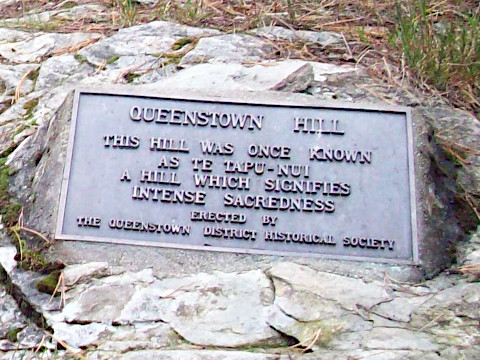 QUEENSTOWN HILL
THIS HILL WAS ONCE KNOWN
AS TE TAPU-NUI
A HILL WHICH SIGNIFIES
INTENSE SACREDNESS
ERECTED BY
THE QUEENSTOWN DISTRICT HISTORICAL SOCIETY